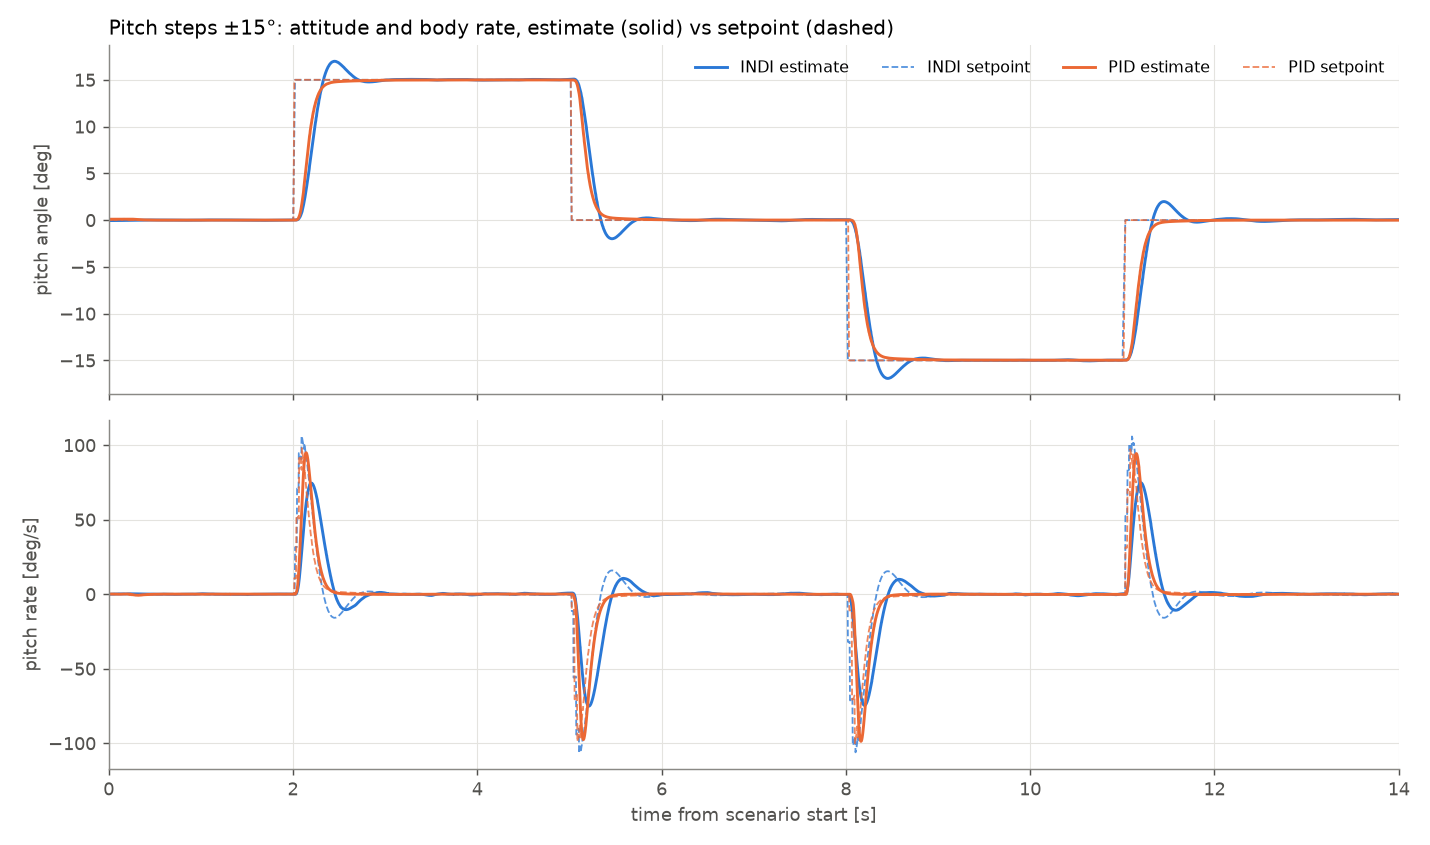 Pitch steps ±15°: attitude and body rate, estimate (solid) vs setpoint (dashed)
INDI estimate INDI setpoint PID estimate PID setpoint
pitch angle [deg]
15
10
5
0
−5
−10
−15
pitch rate [deg/s]
100
50
0
−50
−100
0 2 4 6 8 10 12 14
time from scenario start [s]